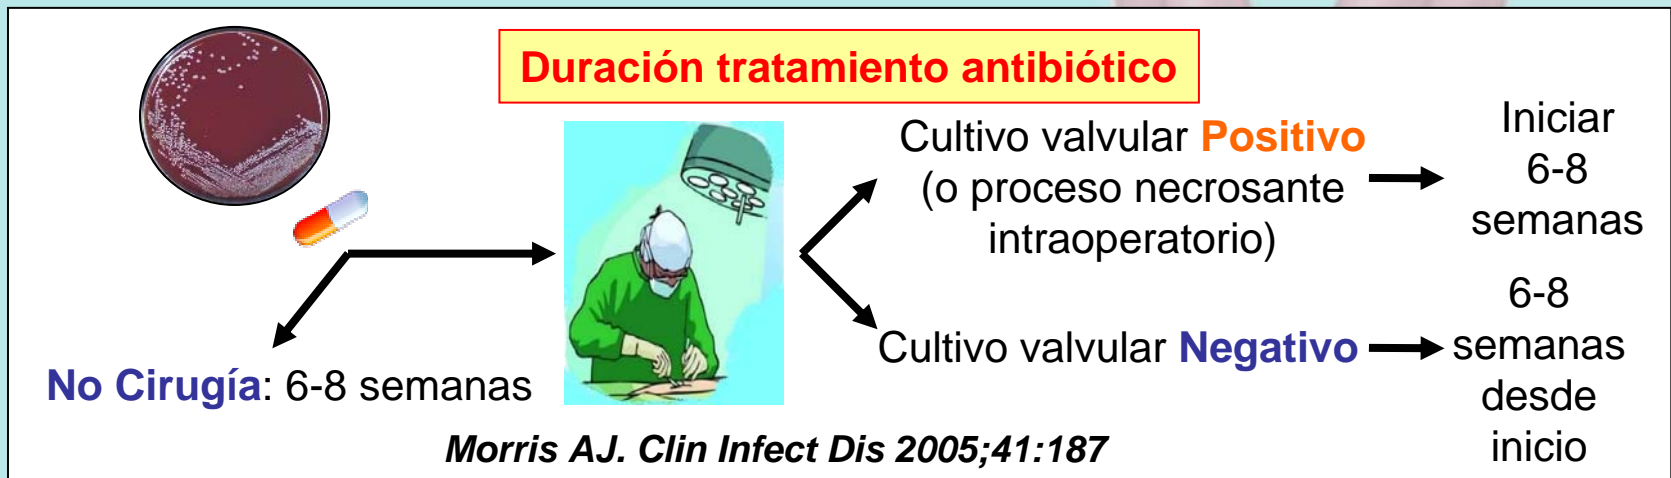 Duración tratamiento antibiótico
Cultivo valvular Positivo
(o proceso necrosante
intraoperatorio)
Iniciar
6-8
semanas
Cultivo valvular Negativo
6-8
semanas
desde
inicio
No Cirugía: 6-8 semanas
Morris AJ. Clin Infect Dis 2005;41:187